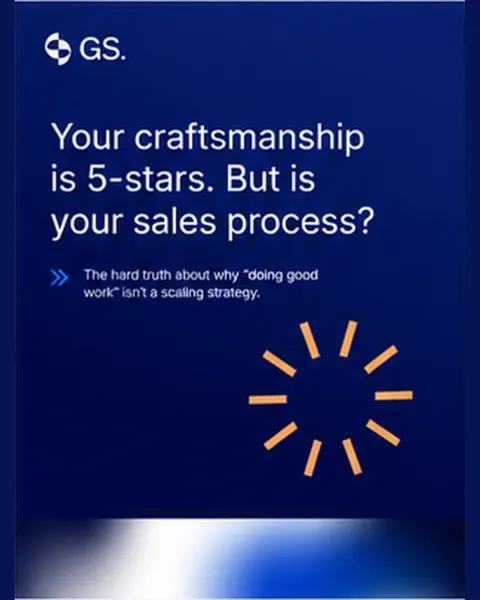 GS.
Your craftsmanship
is 5-stars. But is
your sales process?
The hard truth about why "doing good
work" isn't a scaling strategy.